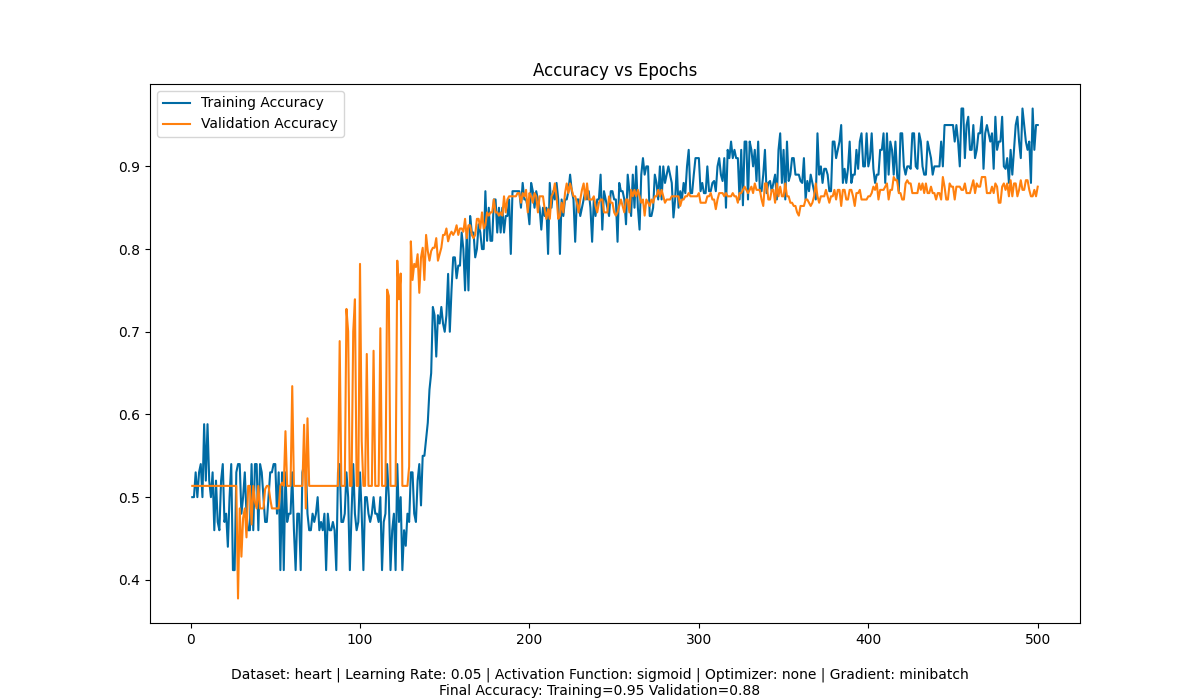 Accuracy vs Epochs
Training Accuracy
Validation Accuracy
0.9
0.8
0.7
0.6
0.5
0.4
0 100 200 300 400 500
Dataset: heart | Learning Rate: 0.05 | Activation Function: sigmoid | Optimizer: none | Gradient: minibatch
Final Accuracy: Training=0.95 Validation=0.88